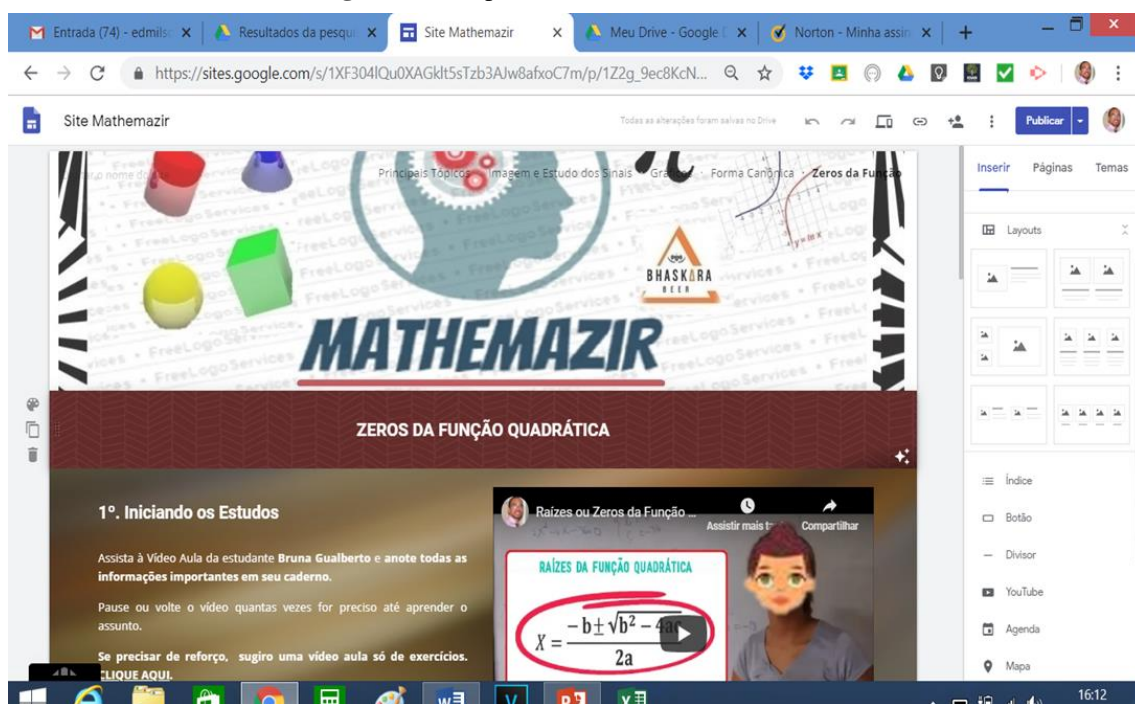 Entrada (74) - edmils
Resultados da pesqui
Site Mathemazir
Meu Drive - Google
Norton - Minha assin
https://sites.google.com/s/1XF304lQu0XAGklt5sTzb3AJw8afxoC7m/p/1Z2g_9ec8KcN...
Site Mathemazir
Todas as alterações foram salvas no Drive
Publicar
Principais Tópicos
Imagem e Estudo dos Sinais
Gráficos
Forma Canônica
Zeros da Função
BHASKARA
BEER
MATHEMAZIR
ZEROS DA FUNÇÃO QUADRÁTICA
1º. Iniciando os Estudos
Assista à Vídeo Aula da estudante Bruna Gualberto e anote todas as
informações importantes em seu caderno.
Pause ou volte o vídeo quantas vezes for preciso até aprender o
assunto.
Se precisar de reforço, sugiro uma vídeo aula só de exercícios.
CLIQUE AQUI.
Raízes ou Zeros da Função ...
Assistir mais t
Compartilhar
RAÍZES DA FUNÇÃO QUADRÁTICA
X = −b ± √b² − 4ac
2a
Inserir
Páginas
Temas
Layouts
Índice
Botão
Divisor
YouTube
Agenda
Mapa
16:12